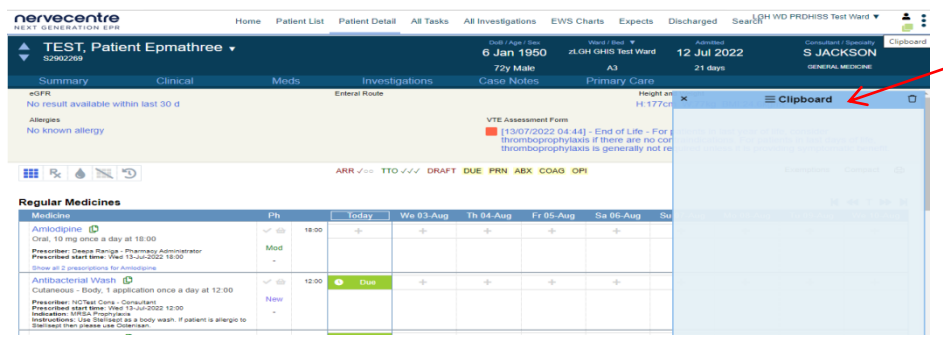 nervecentre
NEXT GENERATION EPR
Home Patient List Patient Detail All Tasks All Investigations EWS Charts Expects Discharged Search
LGH WD PRDHISS Test Ward ▼
Clipboard
TEST, Patient Epmathree
S2902269
DoB / Age / Sex
6 Jan 1950
72y Male
Ward / Bed ▼
zLGH GHIS Test Ward
A3
Admitted
12 Jul 2022
21 days
Consultant / Specialty
S JACKSON
GENERAL MEDICINE
Summary Clinical Meds Investigations Case Notes Primary Care
eGFR
No result available within last 30 d
Enteral Route
Height an
H:177cm
Allergies
No known allergy
VTE Assessment Form
[13/07/2022 04:44] - End of Life - For
thromboprophylaxis if there are no con
thromboprophylaxis is generally not re
× Clipboard
ARR ✓○○ TTO ✓✓✓ DRAFT DUE PRN ABX COAG OPI
Regular Medicines
Medicine Ph Today We 03-Aug Th 04-Aug Fr 05-Aug Sa 06-Aug Su
Amlodipine
Oral, 10 mg once a day at 18:00
Prescriber: Deepa Raniga - Pharmacy Administrator
Prescribed start time: Wed 13-Jul-2022 18:00
Show all 2 prescriptions for Amlodipine
Mod
-
18:00
Antibacterial Wash
Cutaneous - Body, 1 application once a day at 12:00
Prescriber: NCTest Cons - Consultant
Prescribed start time: Wed 13-Jul-2022 12:00
Indication: MRSA Prophylaxis
Instructions: Use Stellisept as a body wash. If patient is allergic to
Stellisept then please use Octenisan.
New
-
12:00 Due